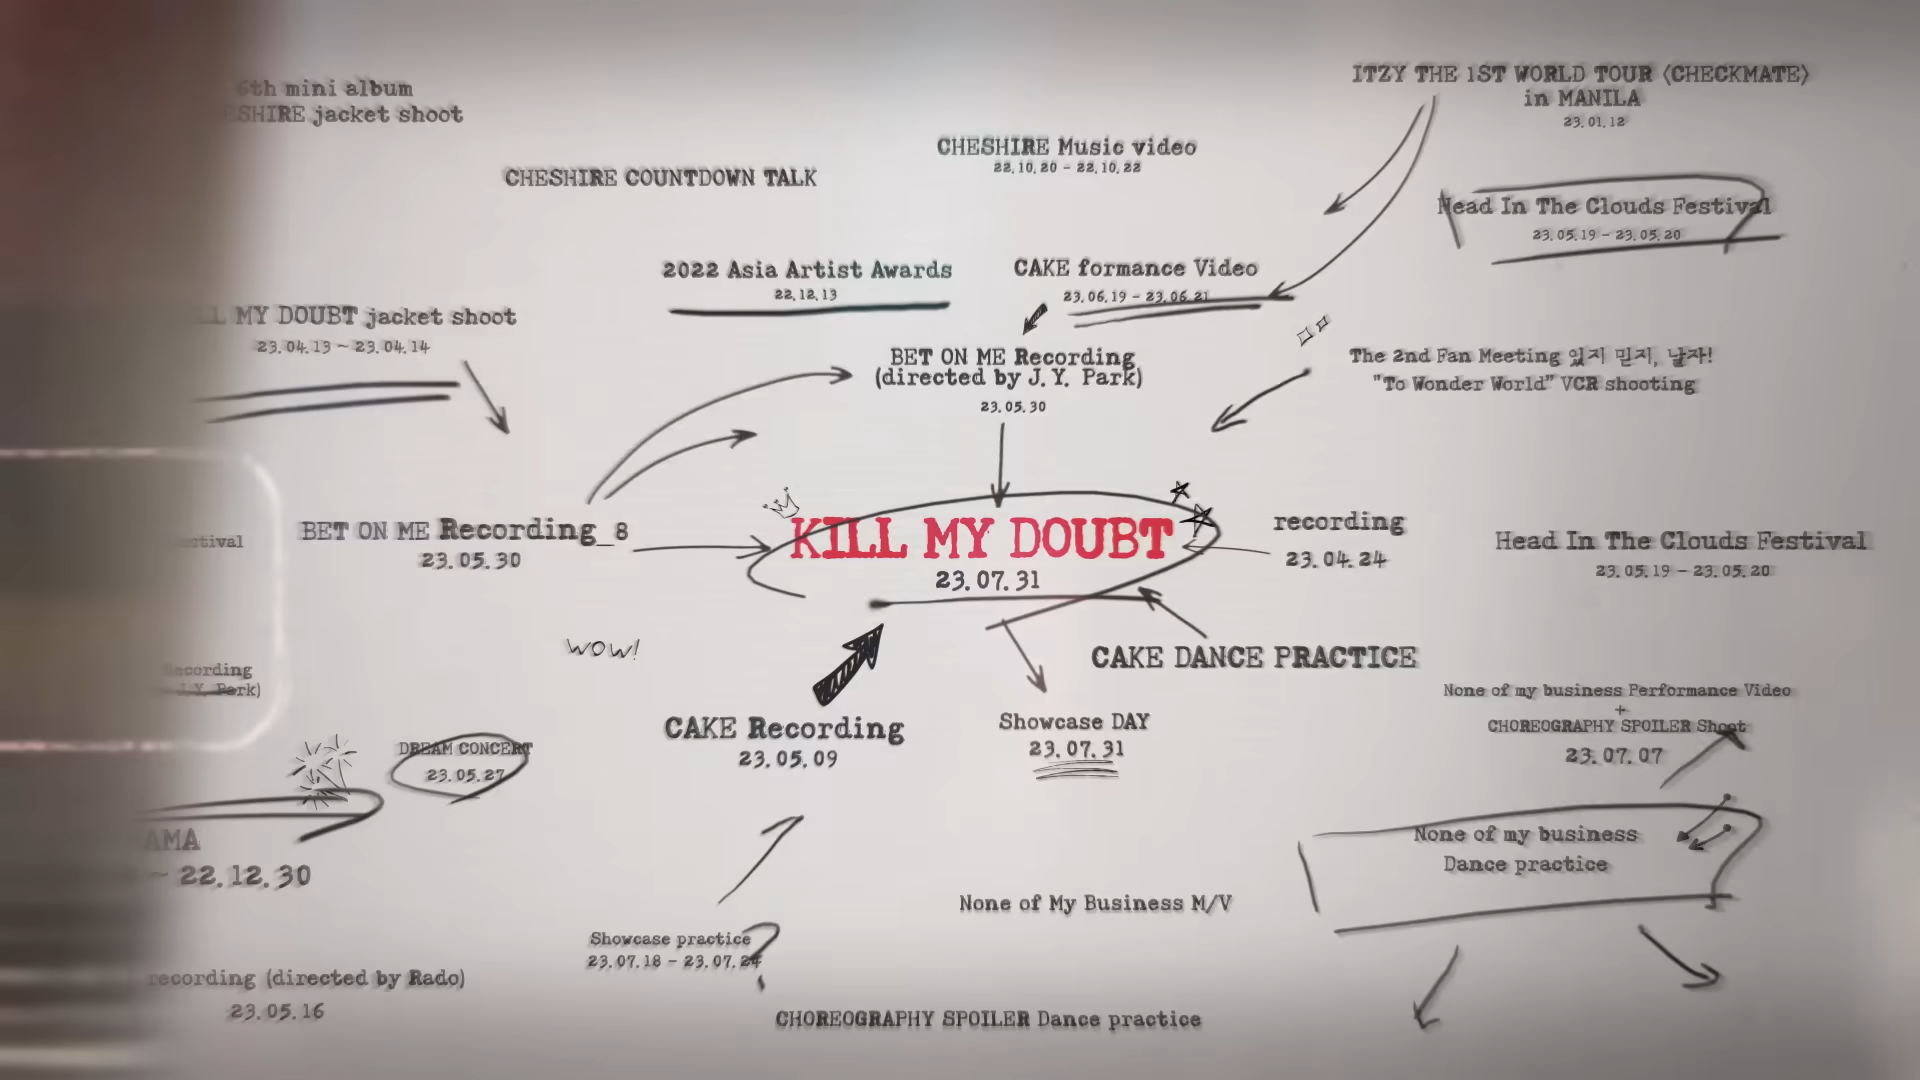 6th mini album
jacket shoot
ITZY THE 1ST WORLD TOUR 〈CHECKMATE〉
in MANILA
23.01.12
CHESHIRE Music video
22.10.20 - 22.10.22
CHESHIRE COUNTDOWN TALK
Head In The Clouds Festival
23.05.19 - 23.05.20
2022 Asia Artist Awards
22.12.13
CAKE formance Video
23.06.19 - 23.06.21
MY DOUBT jacket shoot
23.04.13 ~ 23.04.14
BET ON ME Recording
(directed by J.Y. Park)
23.05.30
The 2nd Fan Meeting 있지 믿지, 날자!
"To Wonder World" VCR shooting
BET ON ME Recording_8
23.05.30
KILL MY DOUBT
23.07.31
recording
23.04.24
Head In The Clouds Festival
23.05.19 - 23.05.20
WOW!
CAKE DANCE PRACTICE
Recording
J.Y. Park)
None of my business Performance Video
+
CHOREOGRAPHY SPOILER Shoot
23.07.07
CAKE Recording
23.05.09
Showcase DAY
23.07.31
DREAM CONCERT
23.05.27
None of my business
Dance practice
~ 22.12.30
None of My Business M/V
Showcase practice
23.07.18 - 23.07.24
recording (directed by Rado)
23.05.16
CHOREOGRAPHY SPOILER Dance practice